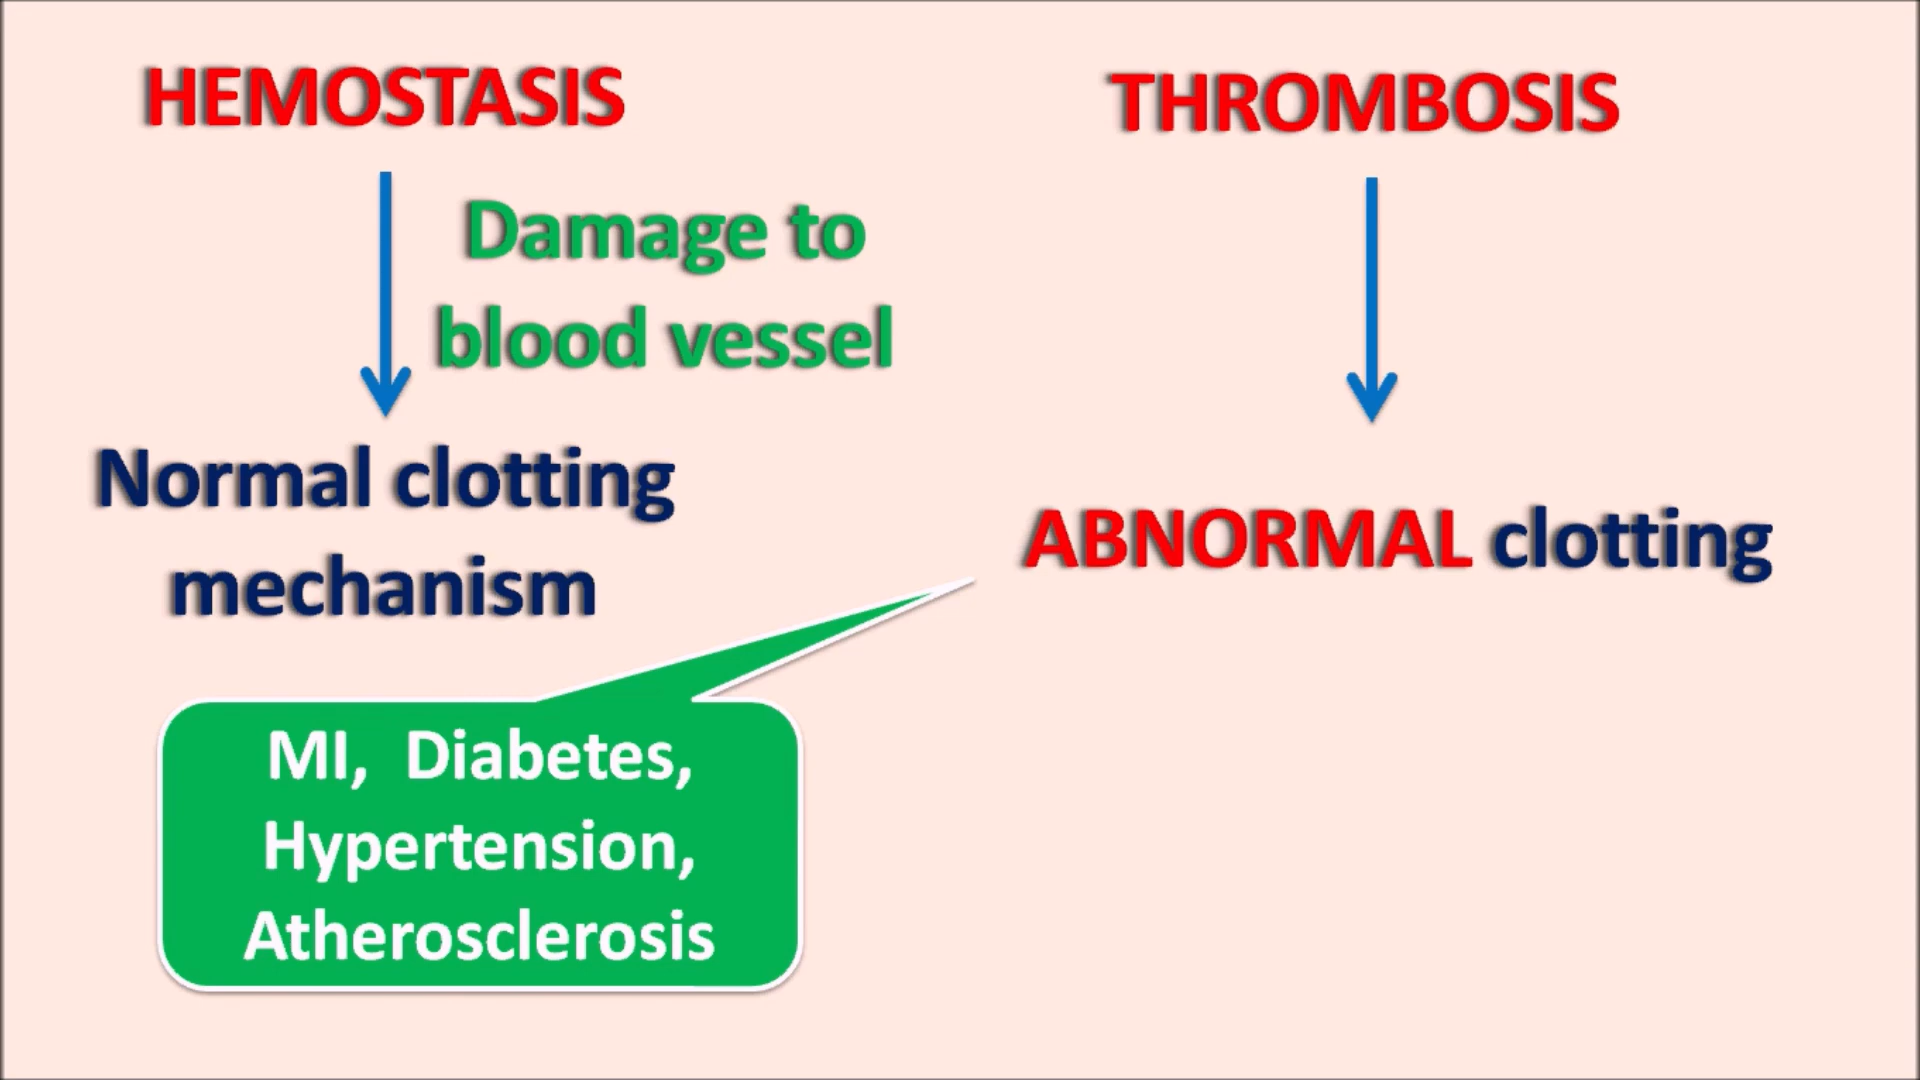 HEMOSTASIS
Damage to
blood vessel
Normal clotting
mechanism
THROMBOSIS
ABNORMAL clotting
MI, Diabetes,
Hypertension,
Atherosclerosis